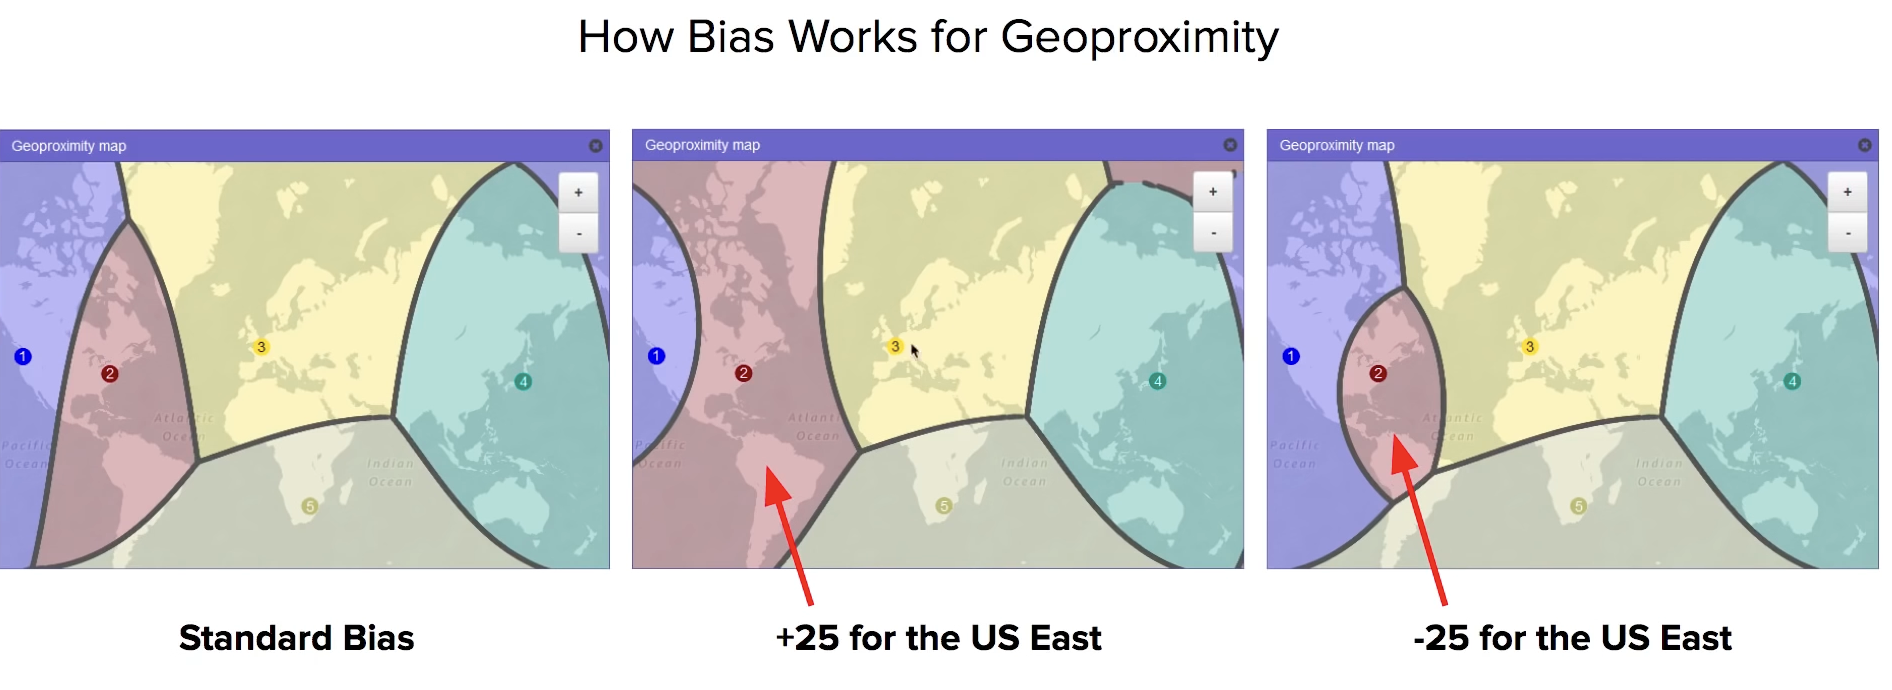 How Bias Works for Geoproximity
Geoproximity map
+
-
1
2
3
4
5
Atlantic
Ocean
Pacific
Ocean
Indian
Ocean
Standard Bias
Geoproximity map
+
-
1
2
3
4
5
Atlantic
Ocean
Pacific
Ocean
Indian
Ocean
+25 for the US East
Geoproximity map
+
-
1
2
3
4
5
Atlantic
Ocean
Pacific
Ocean
Indian
Ocean
-25 for the US East